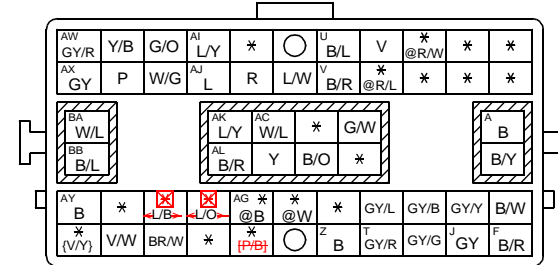 AW GY/R Y/B G/O AI L/Y * ○ U B/L V * @R/W * *
AX GY P W/G AJ L R L/W V B/R * @R/L * * *
BA W/L AK L/Y AC W/L * G/W A B
BB B/L AL B/R Y B/O * B/Y
AY B * * L/B * L/O AG * @B * @W * GY/L GY/B GY/Y B/W
* {V/Y} V/W BR/W * * [P/B] ○ Z B T GY/R GY/G J GY F B/R